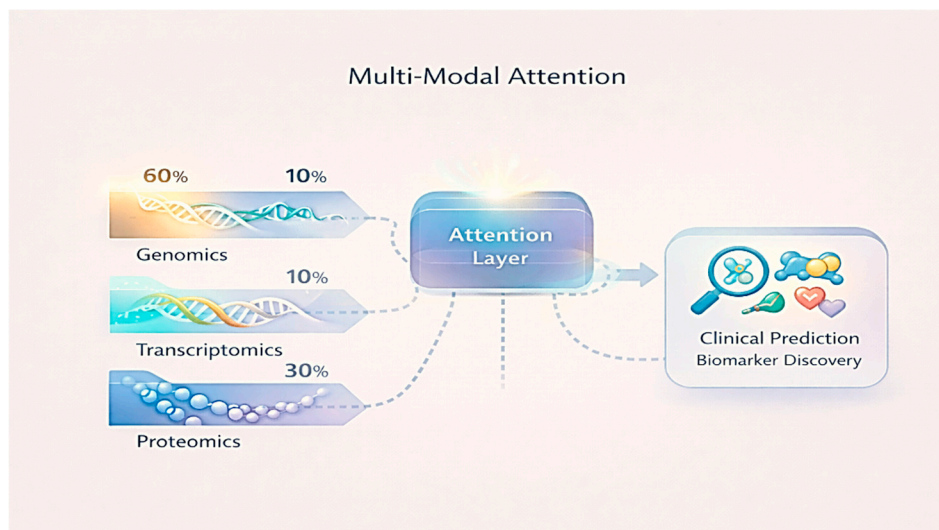 Multi-Modal Attention
60% 10%
Genomics
10%
Transcriptomics
30%
Proteomics
Attention
Layer
Clinical Prediction
Biomarker Discovery